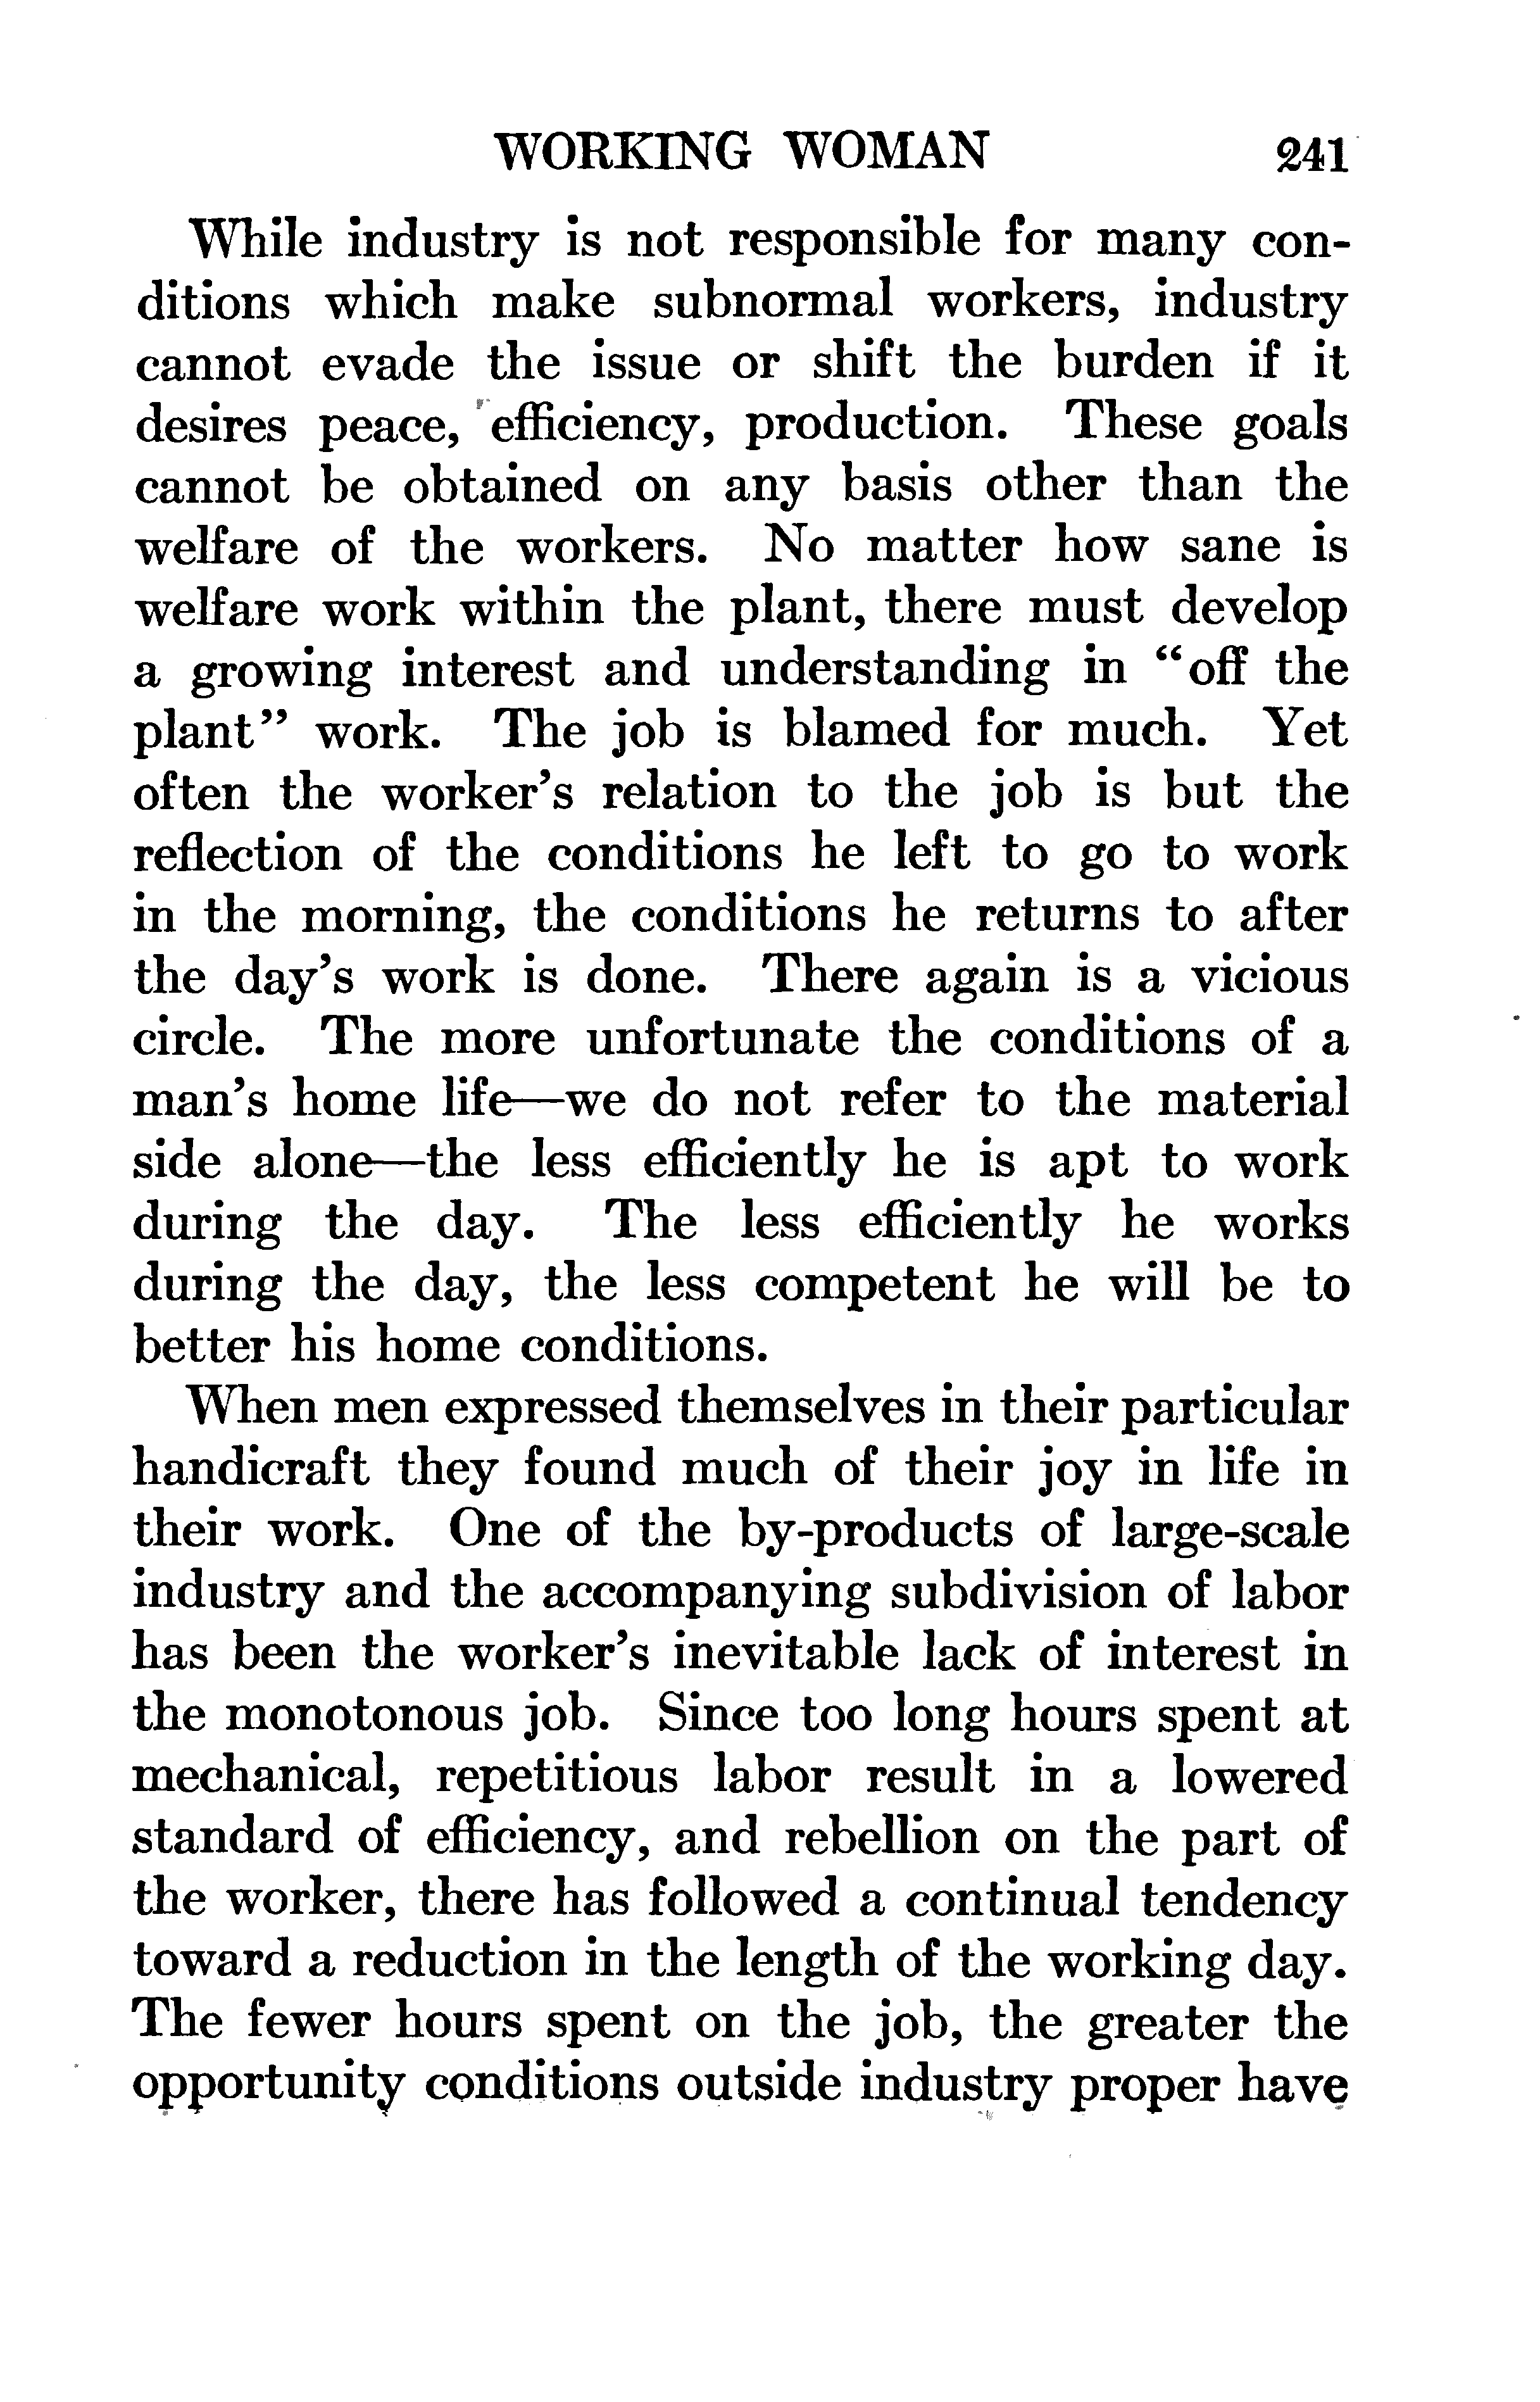 WORKING WOMAN 241
While industry is not responsible for many con-
ditions which make subnormal workers, industry
cannot evade the issue or shift the burden if it
desires peace, efficiency, production. These goals
cannot be obtained on any basis other than the
welfare of the workers. No matter how sane is
welfare work within the plant, there must develop
a growing interest and understanding in “off the
plant” work. The job is blamed for much. Yet
often the worker’s relation to the job is but the
reflection of the conditions he left to go to work
in the morning, the conditions he returns to after
the day’s work is done. There again is a vicious
circle. The more unfortunate the conditions of a
man’s home life—we do not refer to the material
side alone—the less efficiently he is apt to work
during the day. The less efficiently he works
during the day, the less competent he will be to
better his home conditions.
When men expressed themselves in their particular
handicraft they found much of their joy in life in
their work. One of the by-products of large-scale
industry and the accompanying subdivision of labor
has been the worker’s inevitable lack of interest in
the monotonous job. Since too long hours spent at
mechanical, repetitious labor result in a lowered
standard of efficiency, and rebellion on the part of
the worker, there has followed a continual tendency
toward a reduction in the length of the working day.
The fewer hours spent on the job, the greater the
opportunity conditions outside industry proper have